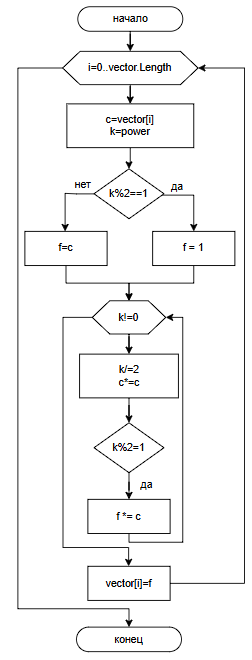 начало
i=0..vector.Length
c=vector[i]
k=power
k%2==1
нет
да
f=c
f = 1
k!=0
k/=2
c*=c
k%2=1
да
f *= c
vector[i]=f
конец